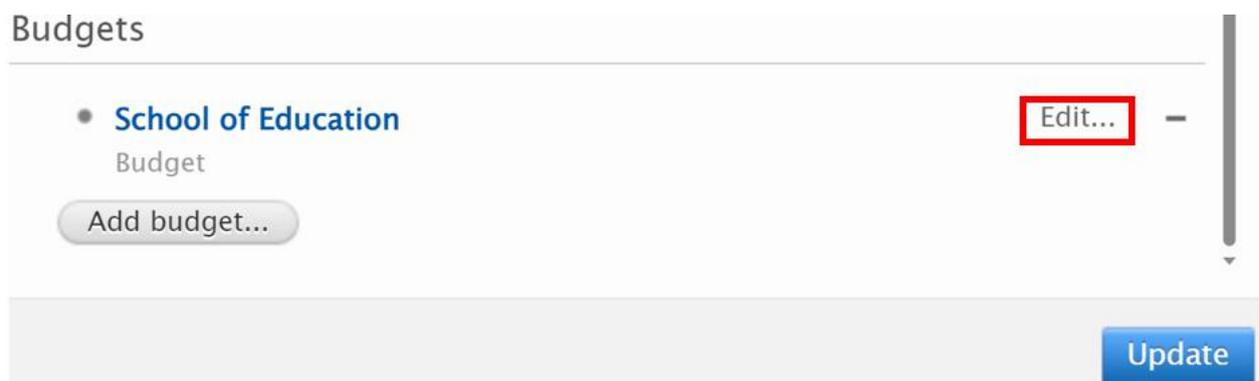 Budgets
School of Education Edit... –
Budget
Add budget...
Update